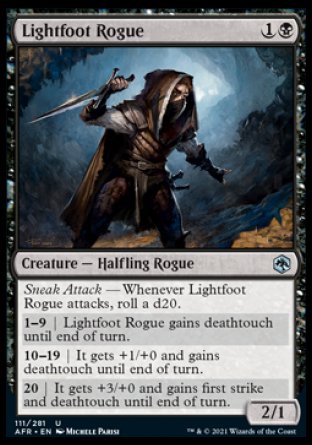 Lightfoot Rogue 1
Creature — Halfling Rogue
Sneak Attack — Whenever Lightfoot
Rogue attacks, roll a d20.
1–9 | Lightfoot Rogue gains deathtouch
until end of turn.
10–19 | It gets +1/+0 and gains
deathtouch until end of turn.
20 | It gets +3/+0 and gains first strike
and deathtouch until end of turn.
2/1
111/281 U
AFR • EN MICHELE PARISI
™ & © 2021 Wizards of the Coast